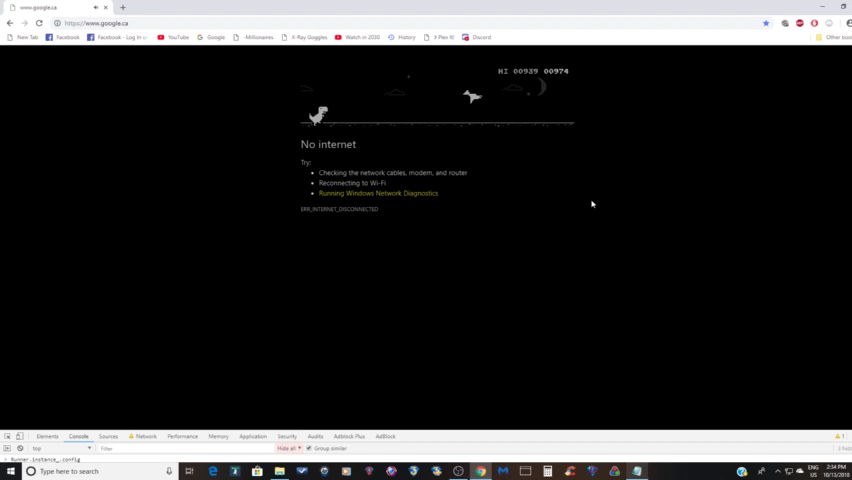 www.google.ca
https://www.google.ca
New Tab Facebook Facebook - Log in o YouTube Google -Millionaires X-Ray Goggles Watch in 2030 History 3 Plex It! Discord Other boo
HI 00939 00974
No internet
Try:
Checking the network cables, modem, and router
Reconnecting to Wi-Fi
Running Windows Network Diagnostics
ERR_INTERNET_DISCONNECTED
Elements Console Sources Network Performance Memory Application Security Audits Adblock Plus AdBlock 1
top Filter Hide all Group similar
Runner.instance_.config
Type here to search
ENG
US
2:34 PM
10/13/2018